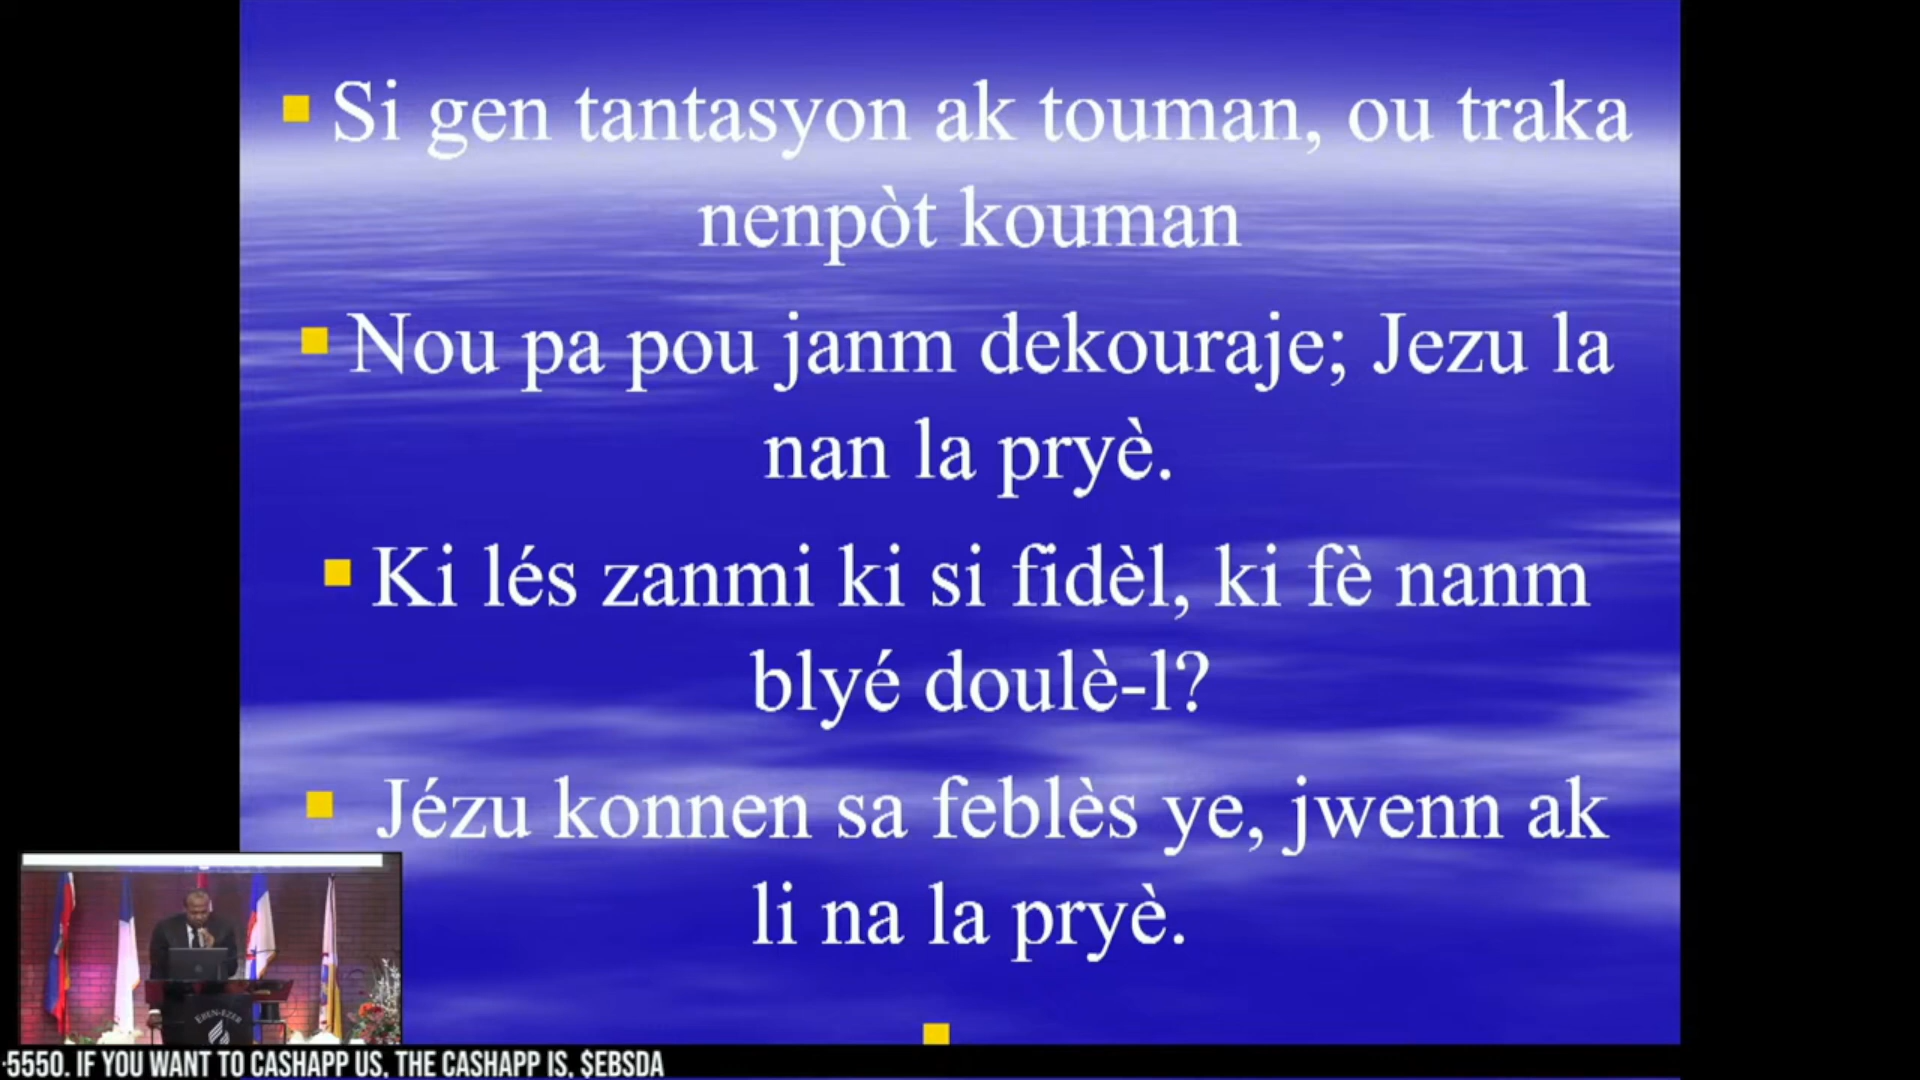 Si gen tantasyon ak touman, ou traka
nenpòt kouman
Nou pa pou janm dekouraje; Jezu la
nan la pryè.
Ki lés zanmi ki si fidèl, ki fè nanm
blyé doulè-l?
Jézu konnen sa feblès ye, jwenn ak
li na la pryè.
EBEN-EZER
-5550. IF YOU WANT TO CASHAPP US, THE CASHAPP IS, $EBSDA